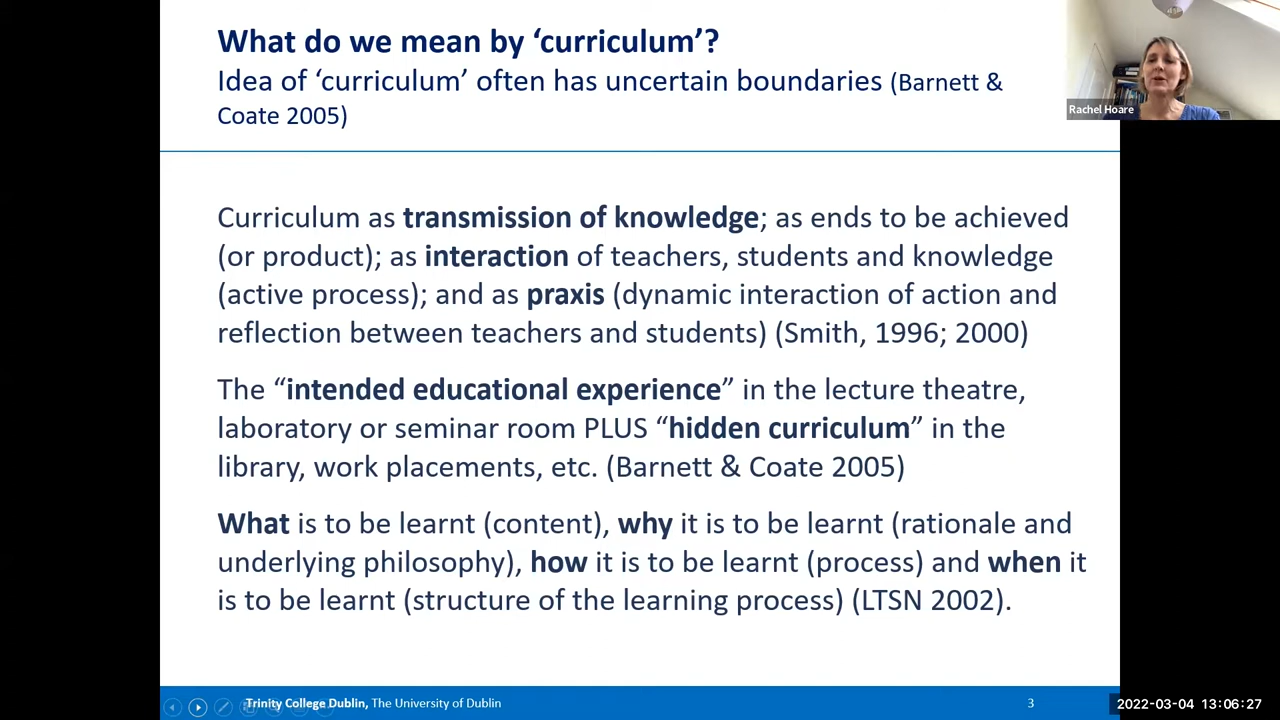 What do we mean by ‘curriculum’?
Idea of ‘curriculum’ often has uncertain boundaries (Barnett &
Coate 2005)
Rachel Hoare
Curriculum as transmission of knowledge; as ends to be achieved
(or product); as interaction of teachers, students and knowledge
(active process); and as praxis (dynamic interaction of action and
reflection between teachers and students) (Smith, 1996; 2000)
The “intended educational experience” in the lecture theatre,
laboratory or seminar room PLUS “hidden curriculum” in the
library, work placements, etc. (Barnett & Coate 2005)
What is to be learnt (content), why it is to be learnt (rationale and
underlying philosophy), how it is to be learnt (process) and when it
is to be learnt (structure of the learning process) (LTSN 2002).
Trinity College Dublin, The University of Dublin
3
2022-03-04 13:06:27